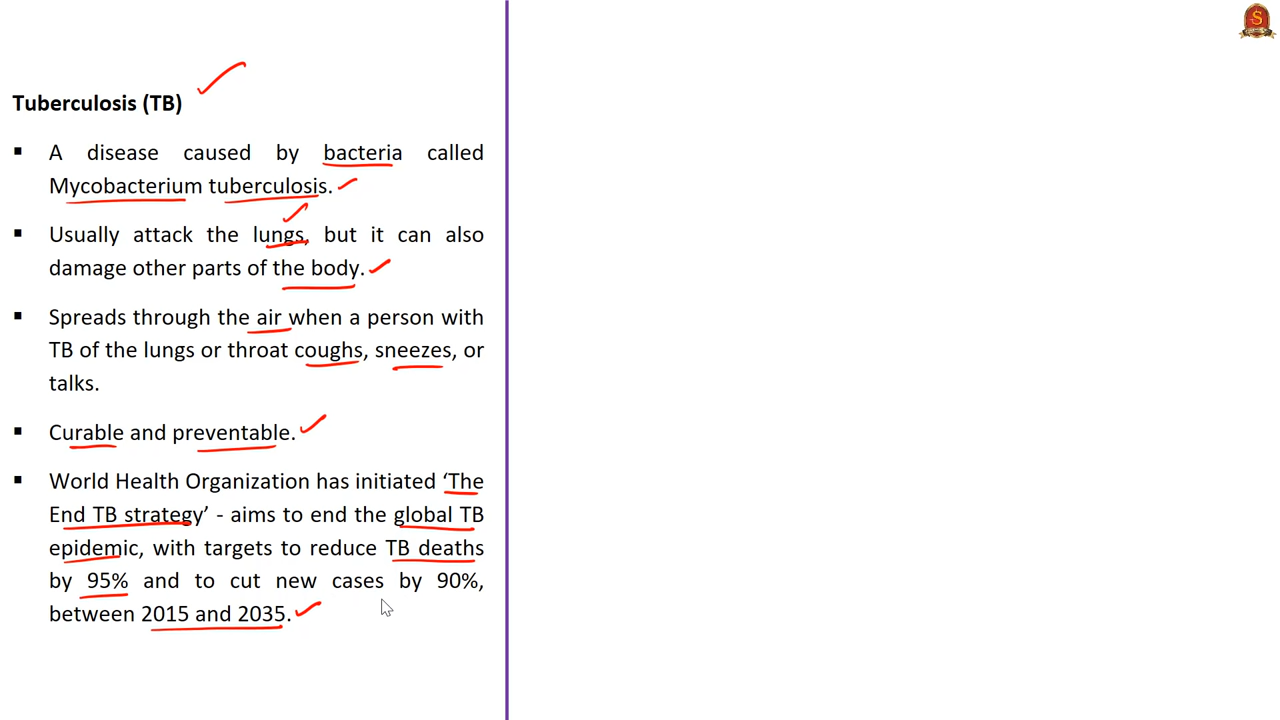 Tuberculosis (TB)
▪ A disease caused by bacteria called
Mycobacterium tuberculosis.
▪ Usually attack the lungs, but it can also
damage other parts of the body.
▪ Spreads through the air when a person with
TB of the lungs or throat coughs, sneezes, or
talks.
▪ Curable and preventable.
▪ World Health Organization has initiated ‘The
End TB strategy’ - aims to end the global TB
epidemic, with targets to reduce TB deaths
by 95% and to cut new cases by 90%,
between 2015 and 2035.